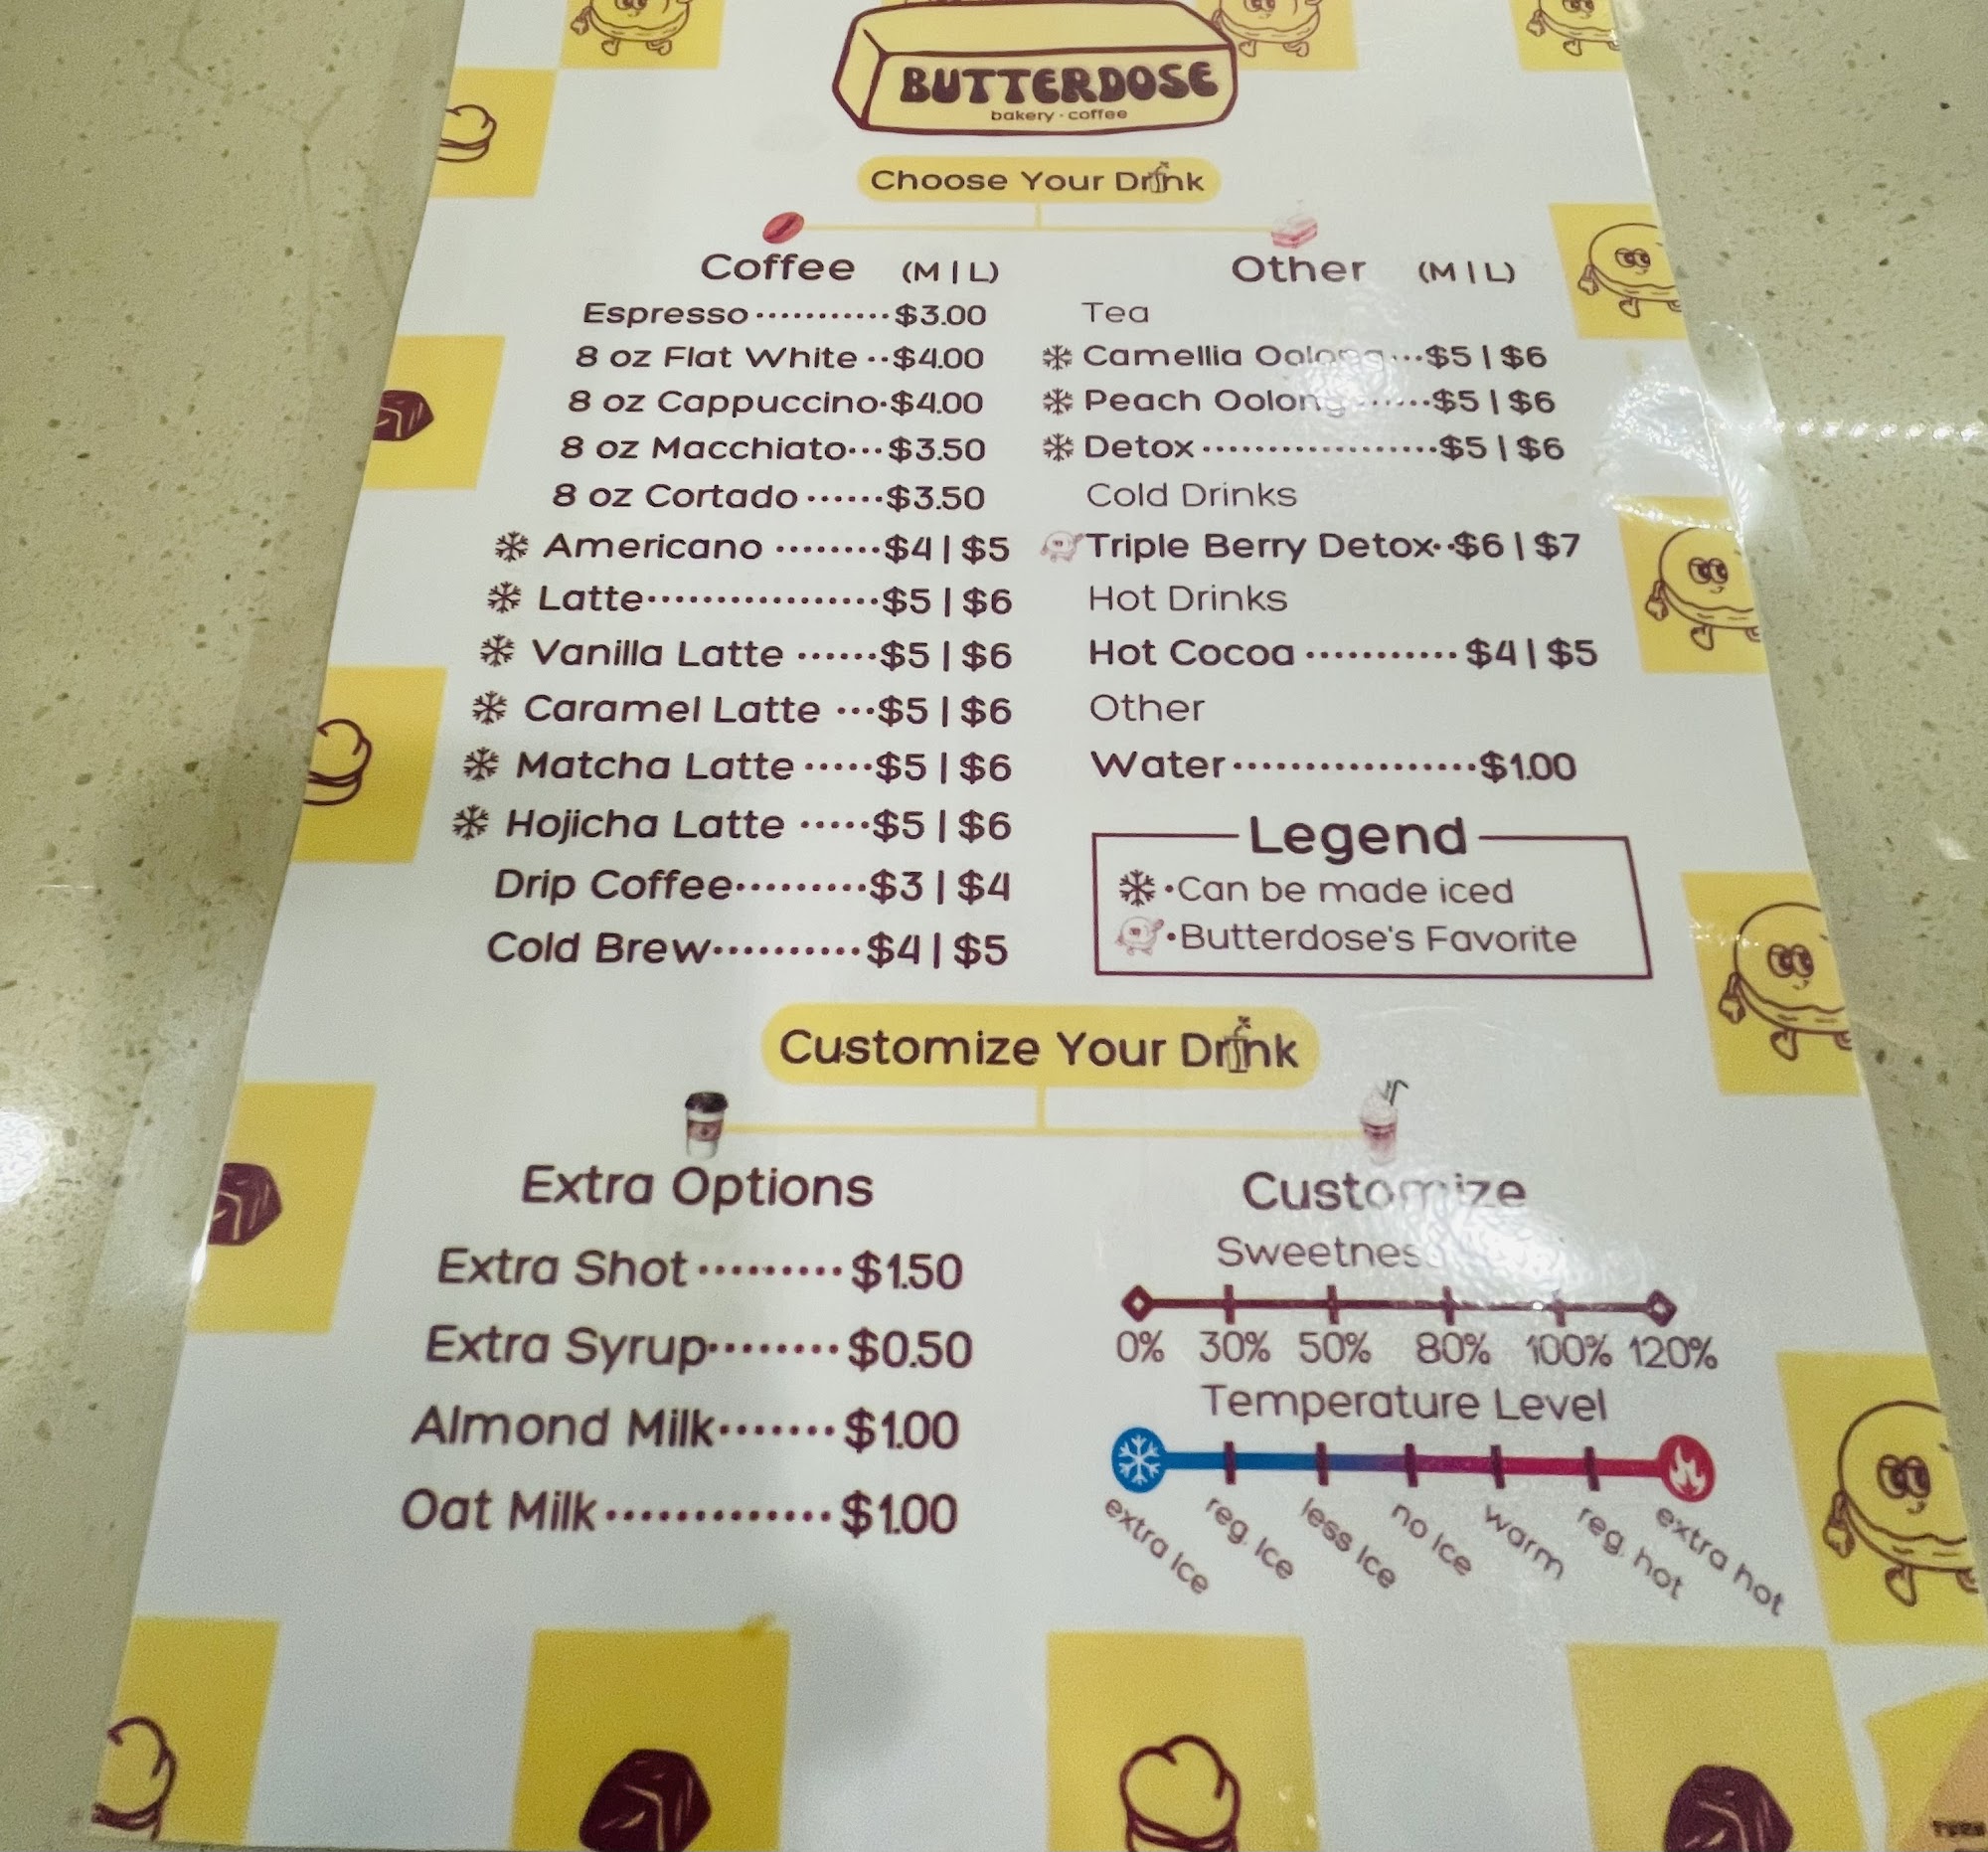 BUTTERDOSE
bakery · coffee
Choose Your Drink
Coffee (M | L)
Espresso ··········· $3.00
8 oz Flat White ·· $4.00
8 oz Cappuccino· $4.00
8 oz Macchiato··· $3.50
8 oz Cortado ······ $3.50
Americano ········ $4 | $5
Latte················· $5 | $6
Vanilla Latte ······ $5 | $6
Caramel Latte ··· $5 | $6
Matcha Latte ····· $5 | $6
Hojicha Latte ····· $5 | $6
Drip Coffee········· $3 | $4
Cold Brew·········· $4 | $5
Other (M | L)
Tea
Camellia Oolong ··· $5 | $6
Peach Oolong ······ $5 | $6
Detox ················· $5 | $6
Cold Drinks
Triple Berry Detox·· $6 | $7
Hot Drinks
Hot Cocoa ··········· $4 | $5
Other
Water ················· $1.00
Legend
·Can be made iced
·Butterdose's Favorite
Customize Your Drink
Extra Options
Extra Shot ·········· $1.50
Extra Syrup········ $0.50
Almond Milk······· $1.00
Oat Milk ············· $1.00
Customize
Sweetness
0% 30% 50% 80% 100% 120%
Temperature Level
extra ice reg. ice less ice no ice warm reg. hot extra hot